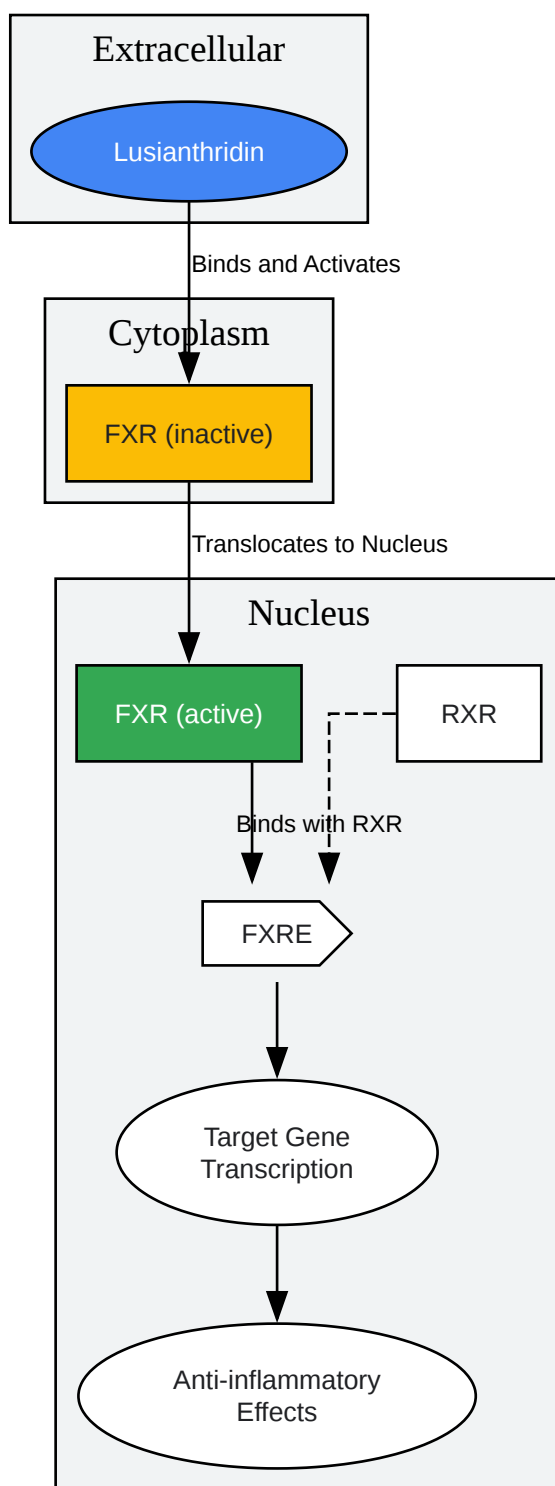 Extracellular
Lusianthridin
Binds and Activates
Cytoplasm
FXR (inactive)
Translocates to Nucleus
Nucleus
FXR (active)
RXR
Binds with RXR
FXRE
Target Gene
Transcription
Anti-inflammatory
Effects